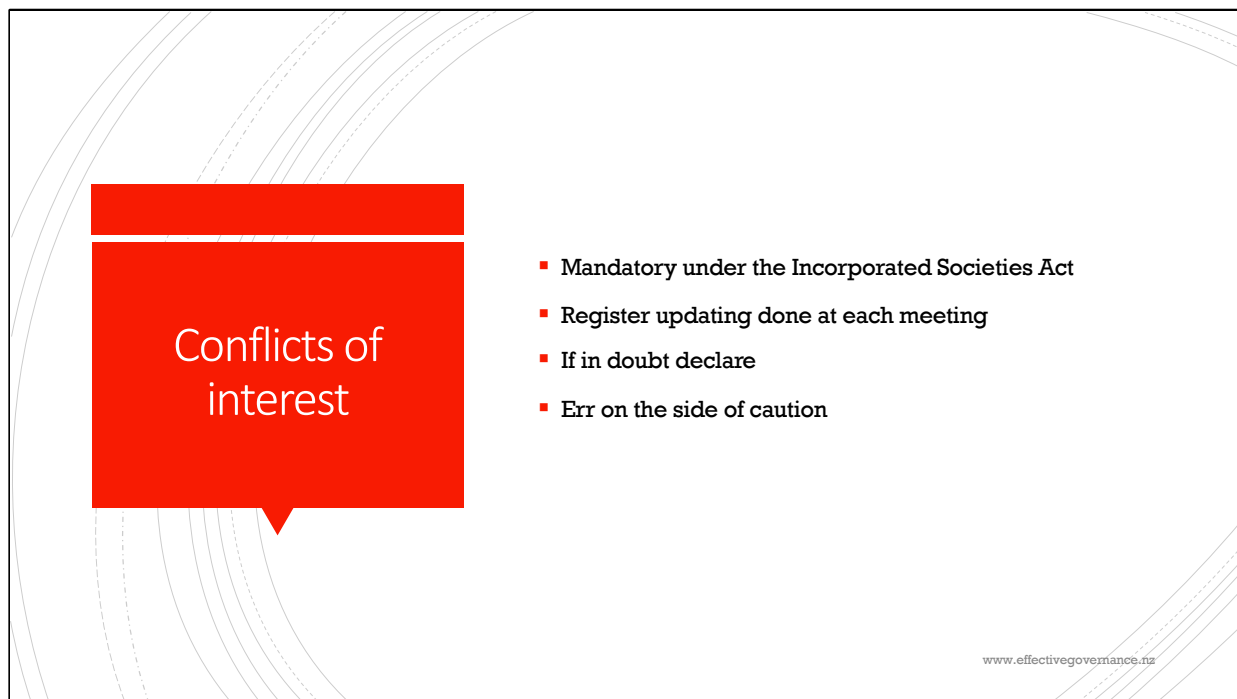 Conflicts of
interest
▪ Mandatory under the Incorporated Societies Act
▪ Register updating done at each meeting
▪ If in doubt declare
▪ Err on the side of caution
www.effectivegovernance.nz